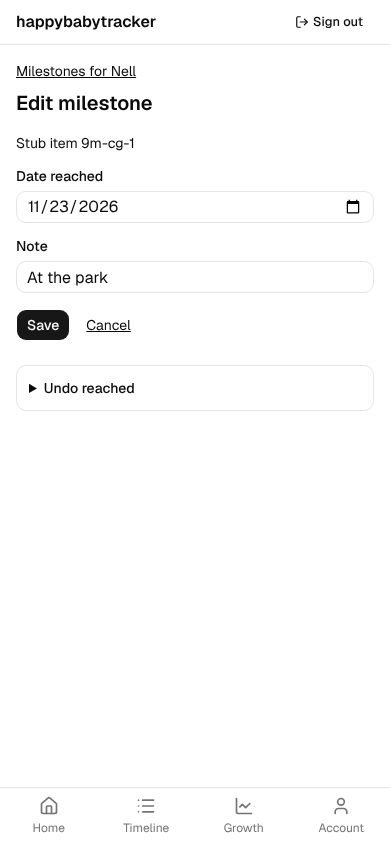 happybabytracker
Sign out
Milestones for Nell
Edit milestone
Stub item 9m-cg-1
Date reached
11/23/2026
Note
At the park
Save Cancel
Undo reached
Home Timeline Growth Account